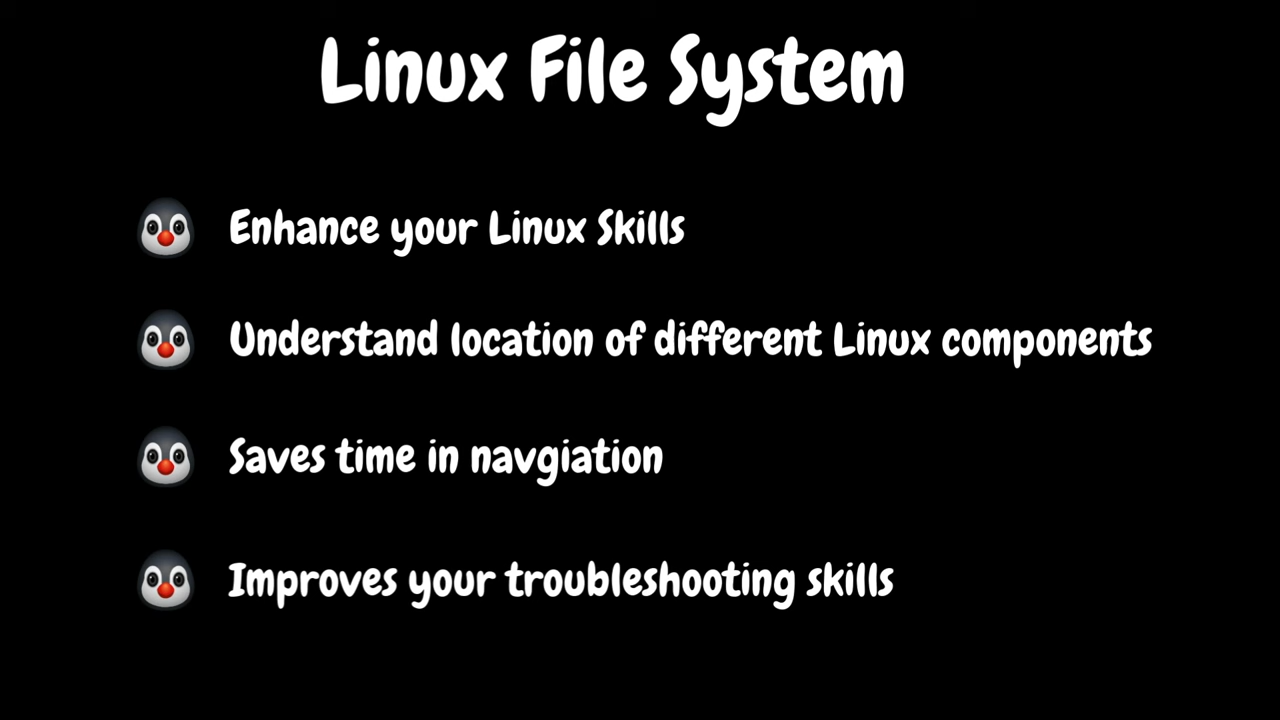 Linux File System
Enhance your Linux Skills
Understand location of different Linux components
Saves time in navgiation
Improves your troubleshooting skills